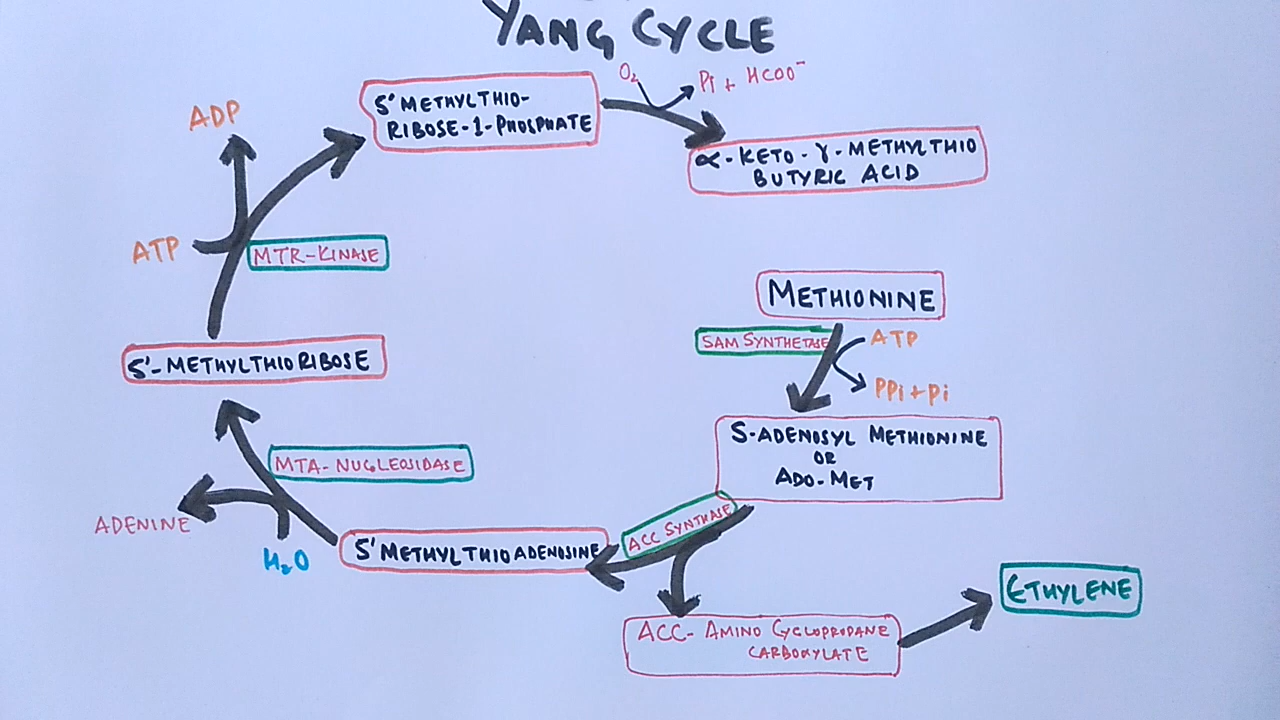 YANG CYCLE
5' METHYLTHIO-
RIBOSE-1-PHOSPHATE
O2
Pi + HCOO⁻
α-KETO-γ-METHYLTHIO
BUTYRIC ACID
ADP
ATP
MTR-KINASE
METHIONINE
SAM SYNTHETASE
ATP
PPi+Pi
5'-METHYLTHIORIBOSE
S-ADENOSYL METHIONINE
OR
ADO-MET
MTA-NUCLEOSIDASE
ADENINE
H2O
5' METHYLTHIOADENOSINE
ACC SYNTHASE
ETHYLENE
ACC- AMINO CYCLOPROPANE
CARBOXYLATE